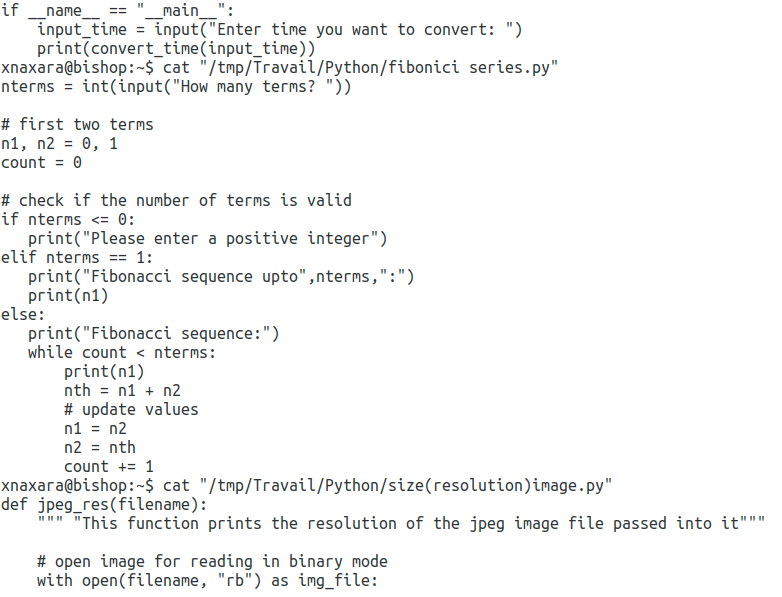 if __name__ == "__main__":
    input_time = input("Enter time you want to convert: ")
    print(convert_time(input_time))
xnaxara@bishop:~$ cat "/tmp/Travail/Python/fibonici series.py"
nterms = int(input("How many terms? "))

# first two terms
n1, n2 = 0, 1
count = 0

# check if the number of terms is valid
if nterms <= 0:
   print("Please enter a positive integer")
elif nterms == 1:
   print("Fibonacci sequence upto",nterms,":")
   print(n1)
else:
   print("Fibonacci sequence:")
   while count < nterms:
       print(n1)
       nth = n1 + n2
       # update values
       n1 = n2
       n2 = nth
       count += 1
xnaxara@bishop:~$ cat "/tmp/Travail/Python/size(resolution)image.py"
def jpeg_res(filename):
    """ "This function prints the resolution of the jpeg image file passed into it"""

    # open image for reading in binary mode
    with open(filename, "rb") as img_file: